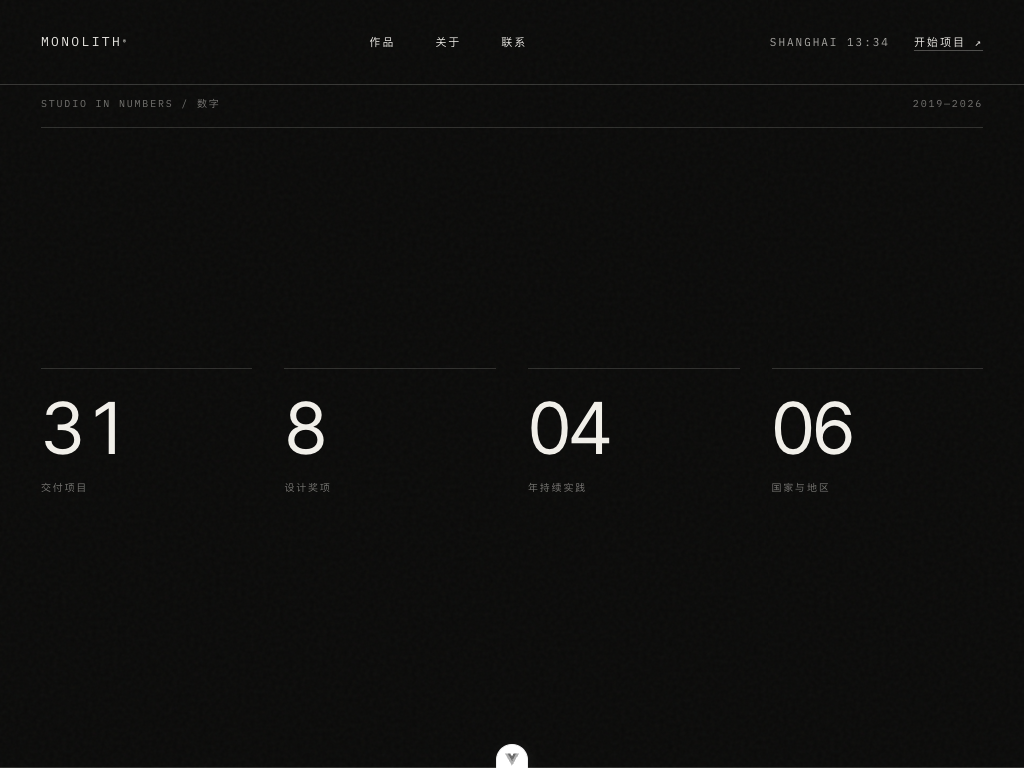 MONOLITH
作品
关于
联系
SHANGHAI 13:34
开始项目 ↗
STUDIO IN NUMBERS / 数字
2019—2026
31
8
04
06
交付项目
设计奖项
年持续实践
国家与地区